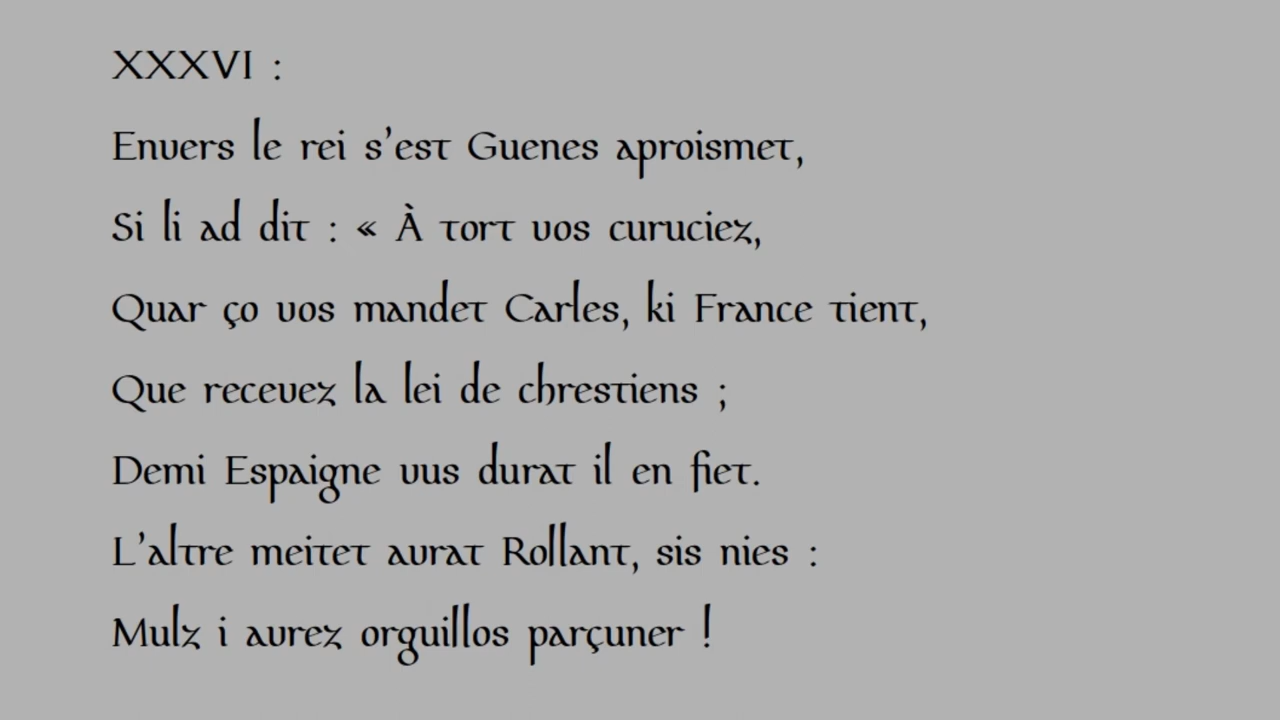 XXXVI :
Envers le rei s’est Guenes aproismet,
Si li ad dit : « À tort vos curuciez,
Quar ço vos mandet Carles, ki France tient,
Que recevez la lei de chrestiens ;
Demi Espaigne vus durat il en fiet.
L’altre meitet avrat Rollant, sis nies :
Mulz i avrez orguillos parçuner !